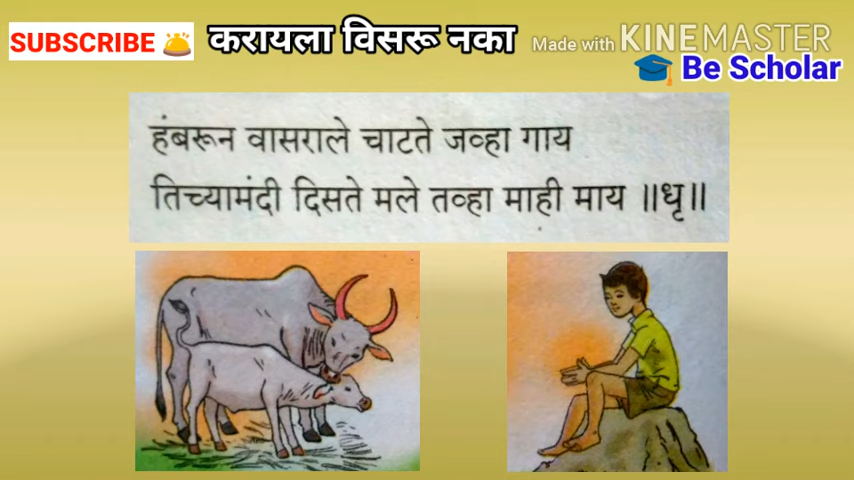 SUBSCRIBE करायला विसरू नका
Made with KINEMASTER
Be Scholar
हंबरून वासराले चाटते जव्हा गाय
तिच्यामंदी दिसते मले तव्हा माही माय ॥धृ॥